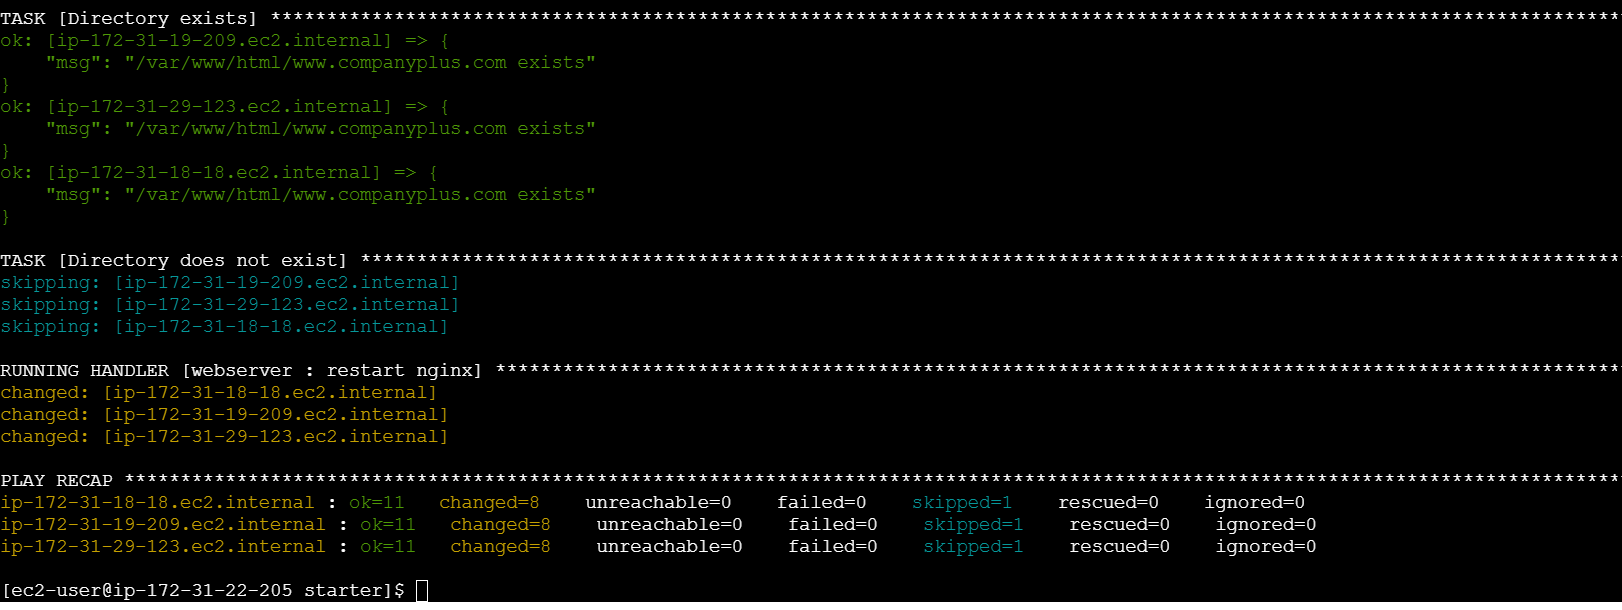 TASK [Directory exists] ************************************************************************************************************************
ok: [ip-172-31-19-209.ec2.internal] => {
    "msg": "/var/www/html/www.companyplus.com exists"
}
ok: [ip-172-31-29-123.ec2.internal] => {
    "msg": "/var/www/html/www.companyplus.com exists"
}
ok: [ip-172-31-18-18.ec2.internal] => {
    "msg": "/var/www/html/www.companyplus.com exists"
}
TASK [Directory does not exist] ****************************************************************************************************************
skipping: [ip-172-31-19-209.ec2.internal]
skipping: [ip-172-31-29-123.ec2.internal]
skipping: [ip-172-31-18-18.ec2.internal]
RUNNING HANDLER [webserver : restart nginx] ****************************************************************************************************
changed: [ip-172-31-18-18.ec2.internal]
changed: [ip-172-31-19-209.ec2.internal]
changed: [ip-172-31-29-123.ec2.internal]
PLAY RECAP *************************************************************************************************************************************
ip-172-31-18-18.ec2.internal : ok=11   changed=8    unreachable=0    failed=0    skipped=1    rescued=0    ignored=0
ip-172-31-19-209.ec2.internal : ok=11   changed=8    unreachable=0    failed=0    skipped=1    rescued=0    ignored=0
ip-172-31-29-123.ec2.internal : ok=11   changed=8    unreachable=0    failed=0    skipped=1    rescued=0    ignored=0
[ec2-user@ip-172-31-22-205 starter]$